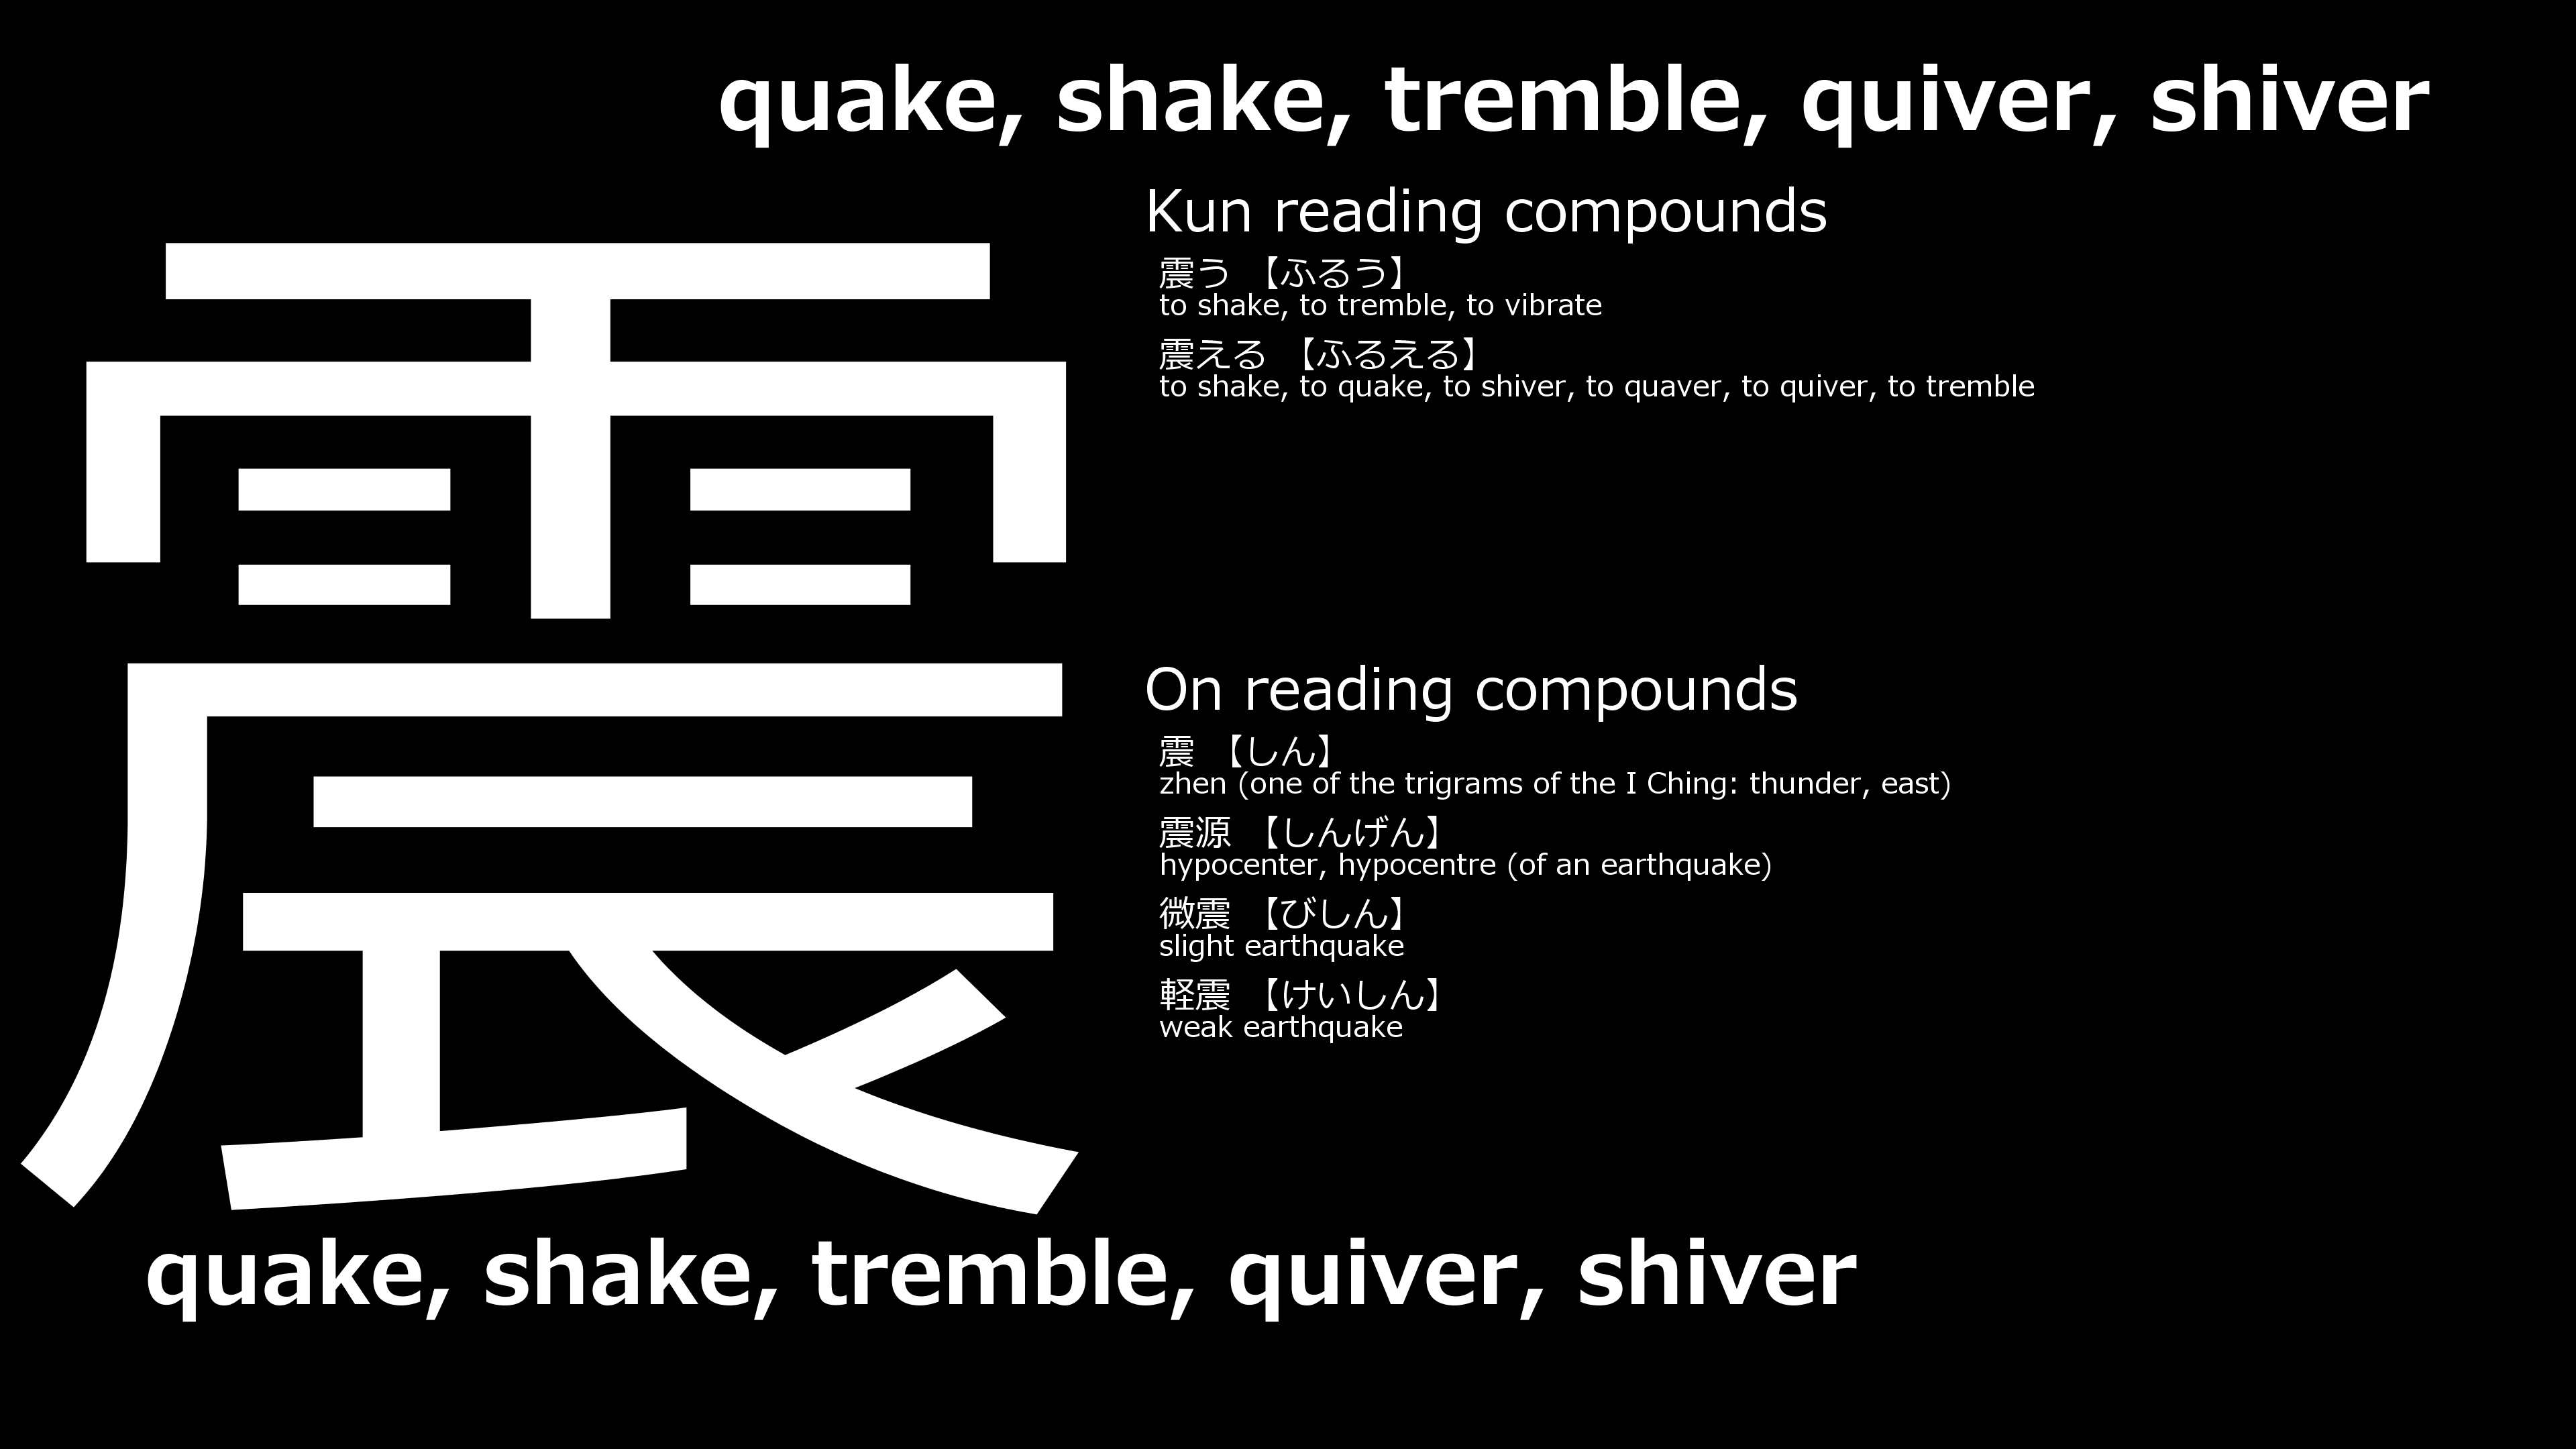 quake, shake, tremble, quiver, shiver
震
Kun reading compounds
震う 【ふるう】
to shake, to tremble, to vibrate
震える 【ふるえる】
to shake, to quake, to shiver, to quaver, to quiver, to tremble
On reading compounds
震 【しん】
zhen (one of the trigrams of the I Ching: thunder, east)
震源 【しんげん】
hypocenter, hypocentre (of an earthquake)
微震 【びしん】
slight earthquake
軽震 【けいしん】
weak earthquake
quake, shake, tremble, quiver, shiver